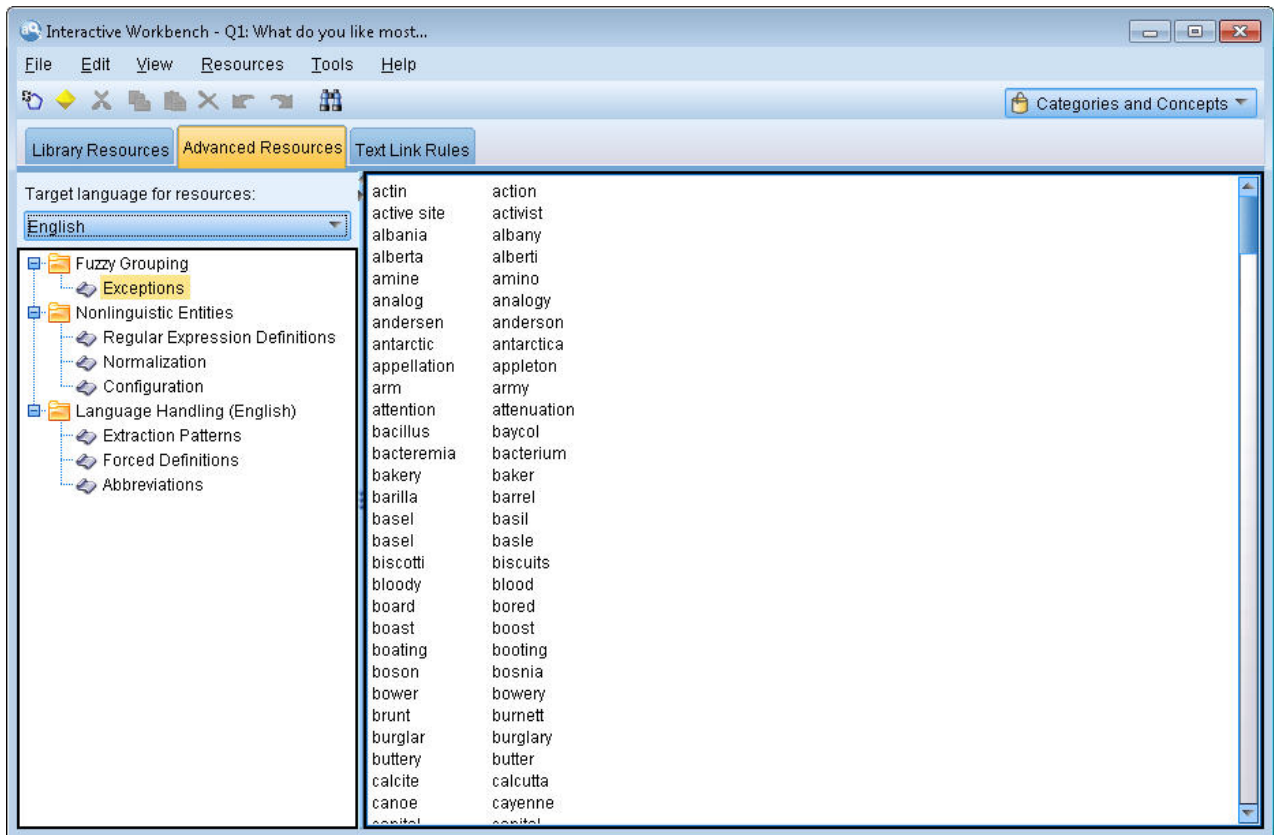 Interactive Workbench - Q1: What do you like most...
File Edit View Resources Tools Help
Categories and Concepts
Library Resources Advanced Resources Text Link Rules
Target language for resources:
English
Fuzzy Grouping
Exceptions
Nonlinguistic Entities
Regular Expression Definitions
Normalization
Configuration
Language Handling (English)
Extraction Patterns
Forced Definitions
Abbreviations
actin action
active site activist
albania albany
alberta alberti
amine amino
analog analogy
andersen anderson
antarctic antarctica
appellation appleton
arm army
attention attenuation
bacillus baycol
bacteremia bacterium
bakery baker
barilla barrel
basel basil
basel basle
biscotti biscuits
bloody blood
board bored
boast boost
boating booting
boson bosnia
bower bowery
brunt burnett
burglar burglary
buttery butter
calcite calcutta
canoe cayenne